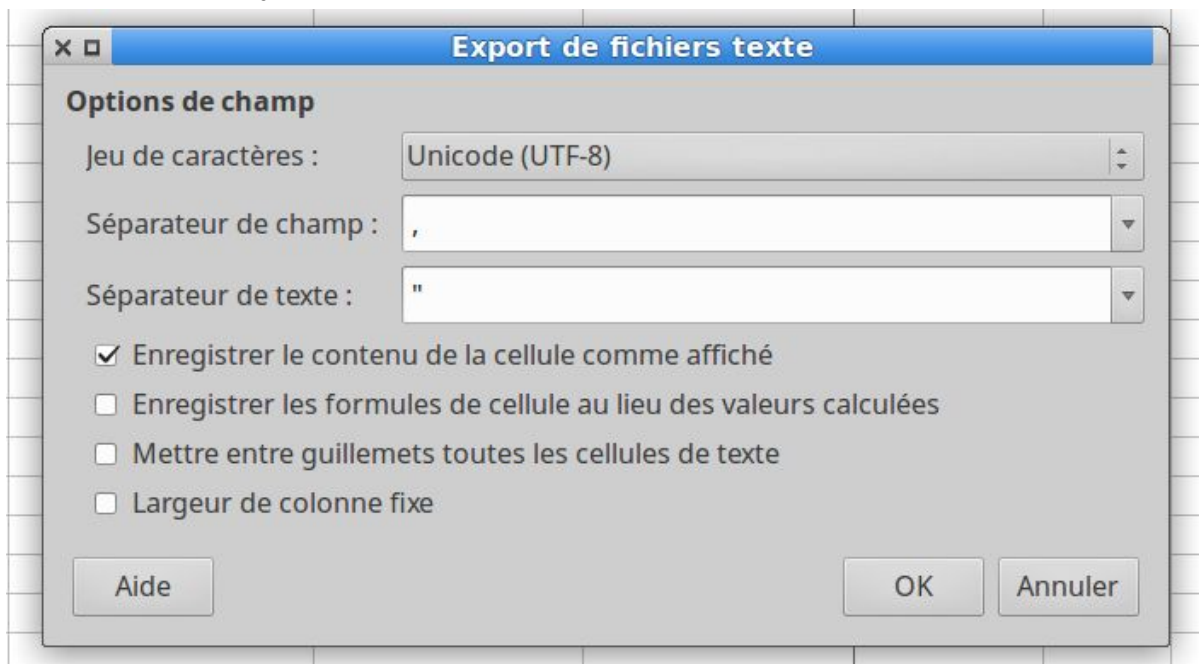 Export de fichiers texte
Options de champ
Jeu de caractères : Unicode (UTF-8)
Séparateur de champ : ,
Séparateur de texte : "
Enregistrer le contenu de la cellule comme affiché
Enregistrer les formules de cellule au lieu des valeurs calculées
Mettre entre guillemets toutes les cellules de texte
Largeur de colonne fixe
Aide OK Annuler